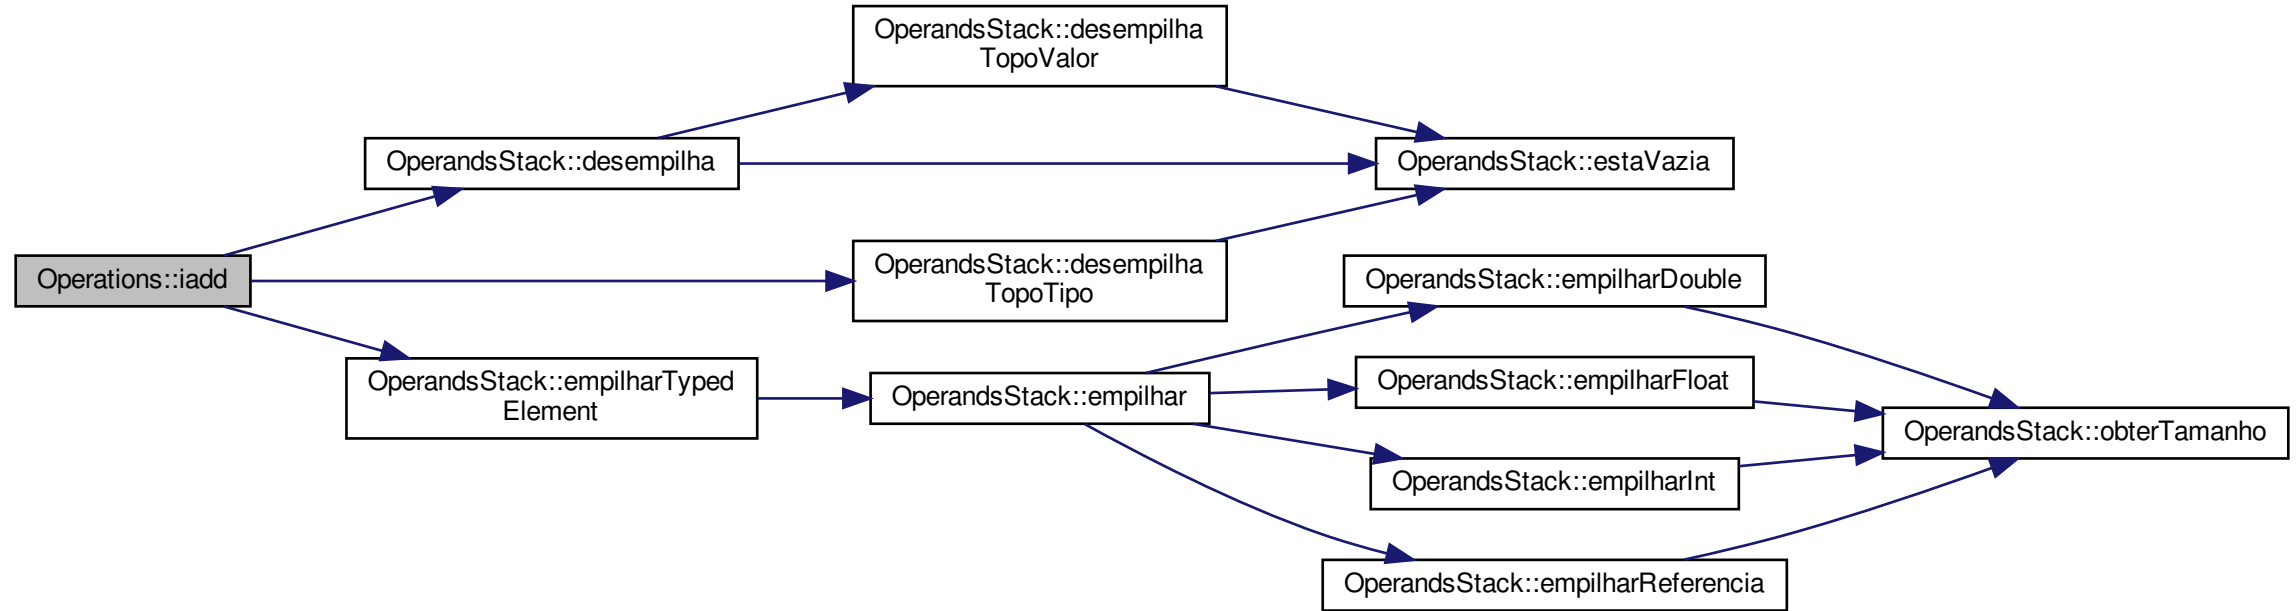 OperandsStack::desempilha
TopoValor
OperandsStack::desempilha
OperandsStack::estaVazia
Operations::iadd
OperandsStack::desempilha
TopoTipo
OperandsStack::empilharDouble
OperandsStack::empilharTyped
Element
OperandsStack::empilhar
OperandsStack::empilharFloat
OperandsStack::obterTamanho
OperandsStack::empilharInt
OperandsStack::empilharReferencia